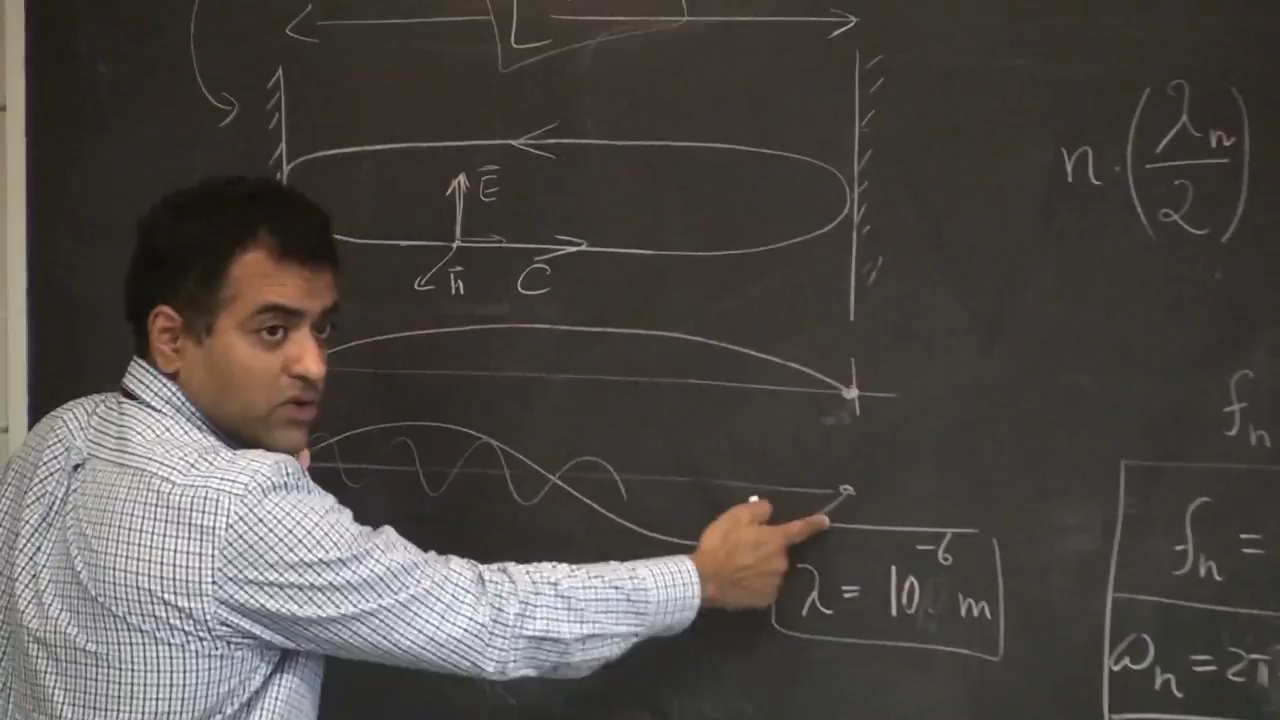 L
n · (λₙ/2)
E⃗
h⃗
C
fₙ
fₙ =
λ = 10⁻⁶ m
ωₙ = 2π